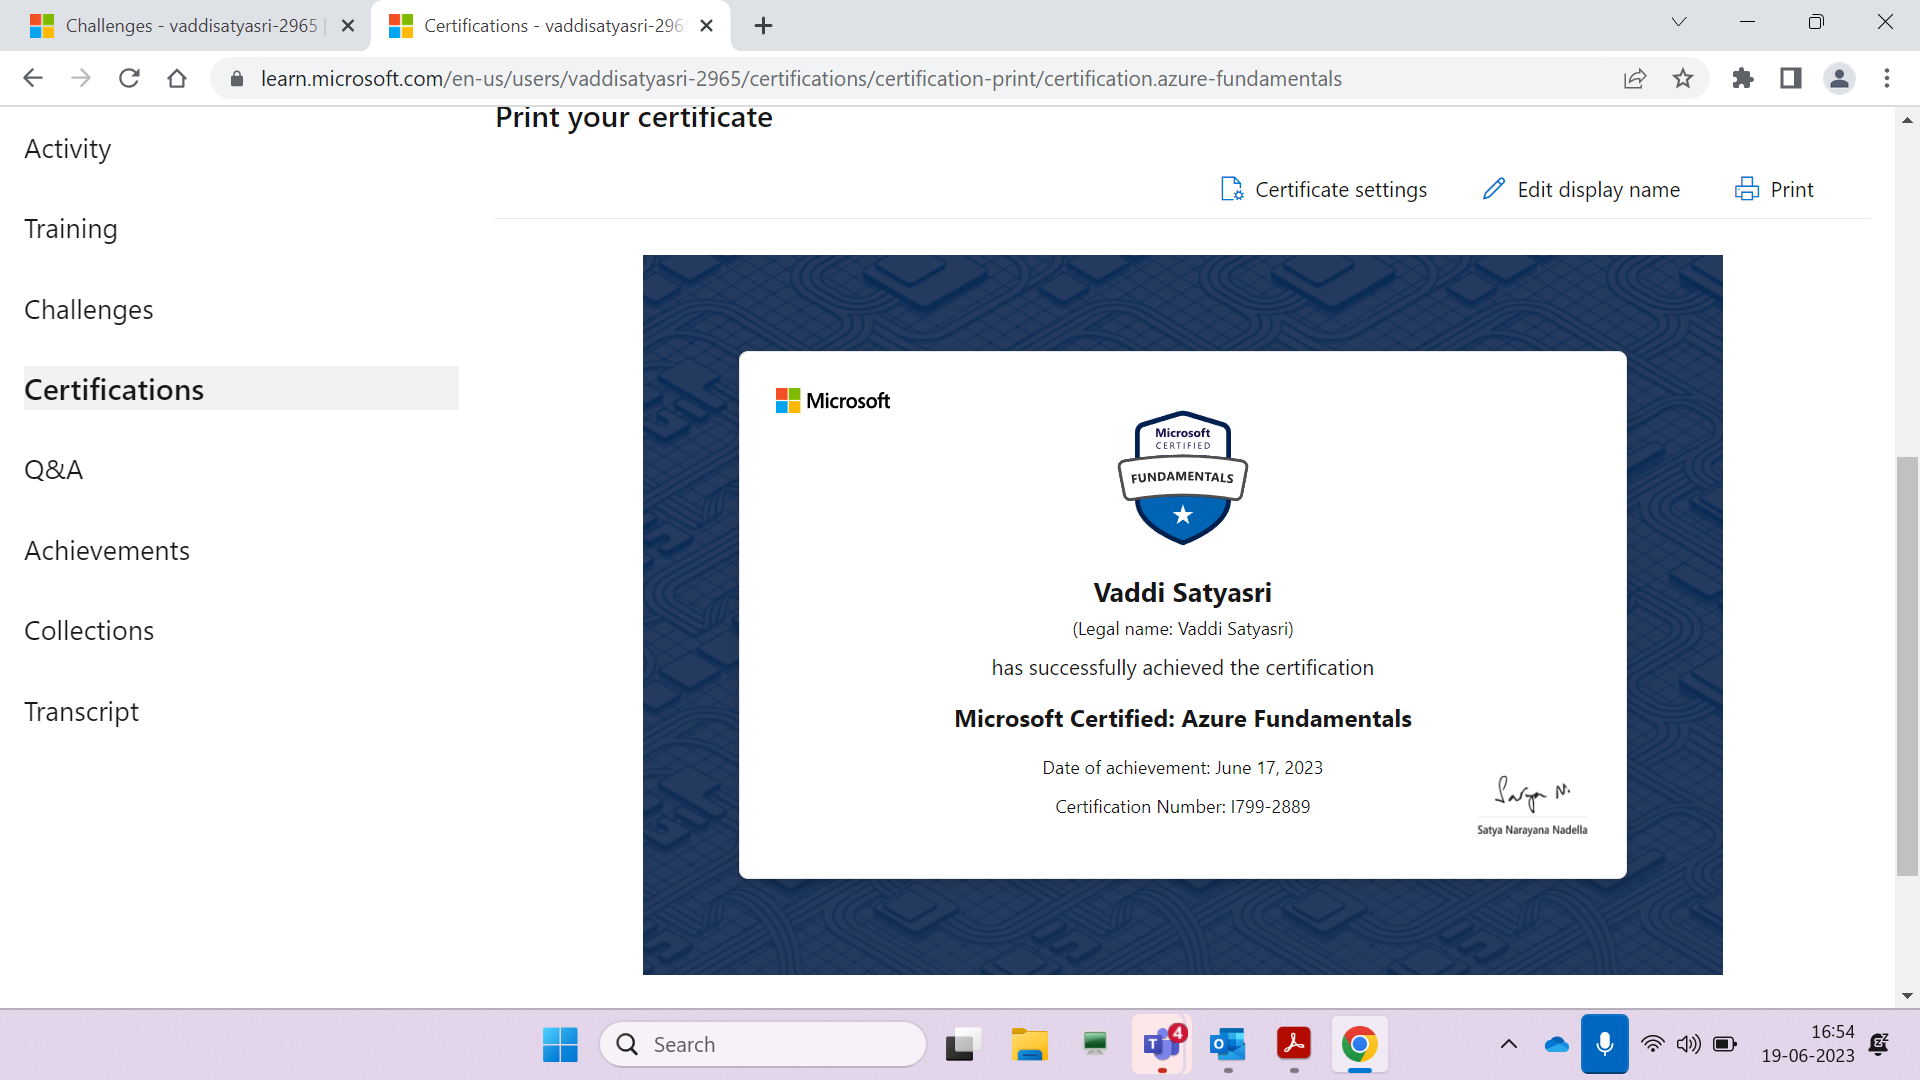 Challenges - vaddisatyasri-2965 |
Certifications - vaddisatyasri-296
learn.microsoft.com/en-us/users/vaddisatyasri-2965/certifications/certification-print/certification.azure-fundamentals
Print your certificate
Activity
Training
Challenges
Certifications
Q&A
Achievements
Collections
Transcript
Certificate settings
Edit display name
Print
Microsoft
Microsoft
CERTIFIED
FUNDAMENTALS
Vaddi Satyasri
(Legal name: Vaddi Satyasri)
has successfully achieved the certification
Microsoft Certified: Azure Fundamentals
Date of achievement: June 17, 2023
Certification Number: I799-2889
Satya N.
Satya Narayana Nadella
Search
4
16:54
19-06-2023